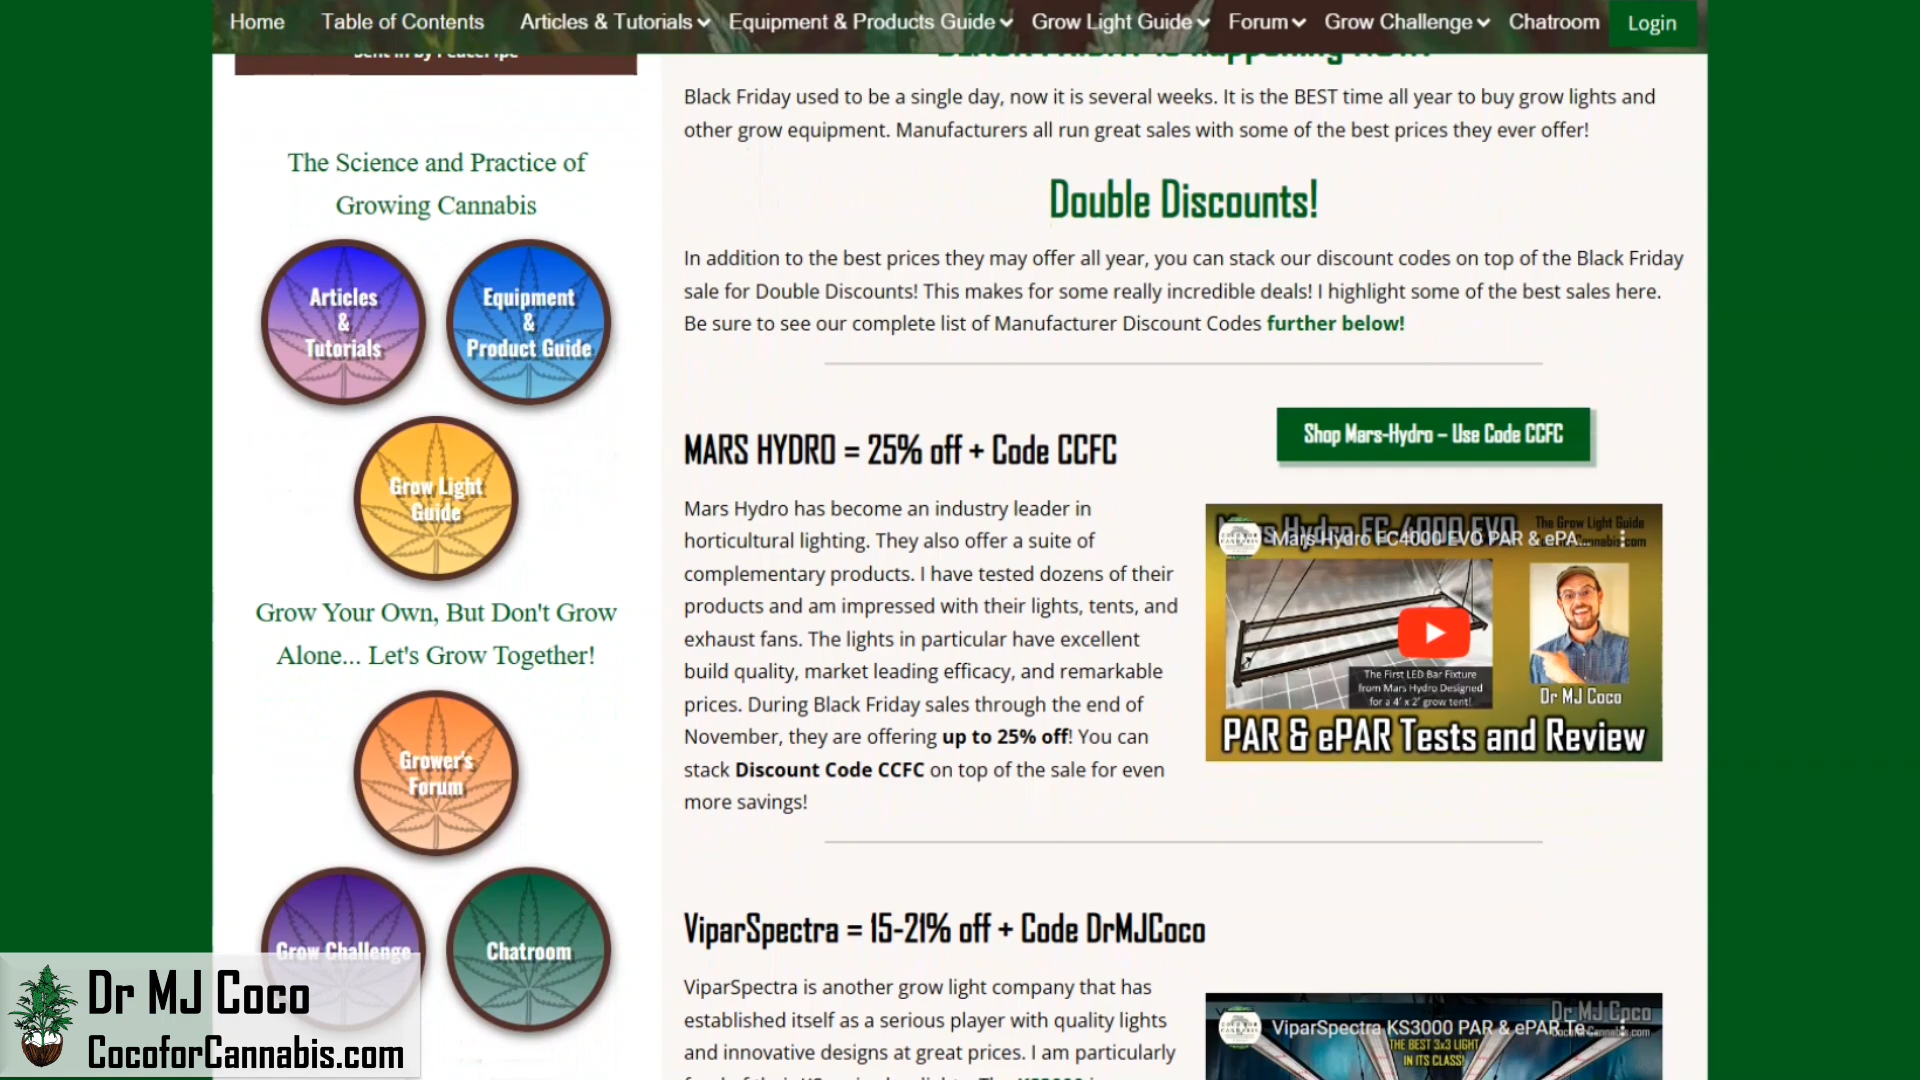 Home Table of Contents Articles & Tutorials Equipment & Products Guide Grow Light Guide Forum Grow Challenge Chatroom Login
The Science and Practice of
Growing Cannabis
Articles
&
Tutorials
Equipment
&
Product Guide
Grow Light
Guide
Grow Your Own, But Don't Grow
Alone... Let's Grow Together!
Grower's
Forum
Grow Challenge
Chatroom
Black Friday used to be a single day, now it is several weeks. It is the BEST time all year to buy grow lights and
other grow equipment. Manufacturers all run great sales with some of the best prices they ever offer!
Double Discounts!
In addition to the best prices they may offer all year, you can stack our discount codes on top of the Black Friday
sale for Double Discounts! This makes for some really incredible deals! I highlight some of the best sales here.
Be sure to see our complete list of Manufacturer Discount Codes further below!
MARS HYDRO = 25% off + Code CCFC
Shop Mars-Hydro – Use Code CCFC
Mars Hydro has become an industry leader in
horticultural lighting. They also offer a suite of
complementary products. I have tested dozens of their
products and am impressed with their lights, tents, and
exhaust fans. The lights in particular have excellent
build quality, market leading efficacy, and remarkable
prices. During Black Friday sales through the end of
November, they are offering up to 25% off! You can
stack Discount Code CCFC on top of the sale for even
more savings!
Mars Hydro FC-4000 EVO
The Grow Light Guide
Mars Hydro FC4000 EVO PAR & ePA...
The First LED Bar Fixture
from Mars Hydro Designed
for a 4' x 2' grow tent!
Dr MJ Coco
PAR & ePAR Tests and Review
ViparSpectra = 15-21% off + Code DrMJCoco
ViparSpectra is another grow light company that has
established itself as a serious player with quality lights
and innovative designs at great prices. I am particularly
Dr MJ Coco
ViparSpectra KS3000 PAR & ePAR Te...
THE BEST 3x3 LIGHT
IN ITS CLASS!
Dr MJ Coco
CocoforCannabis.com